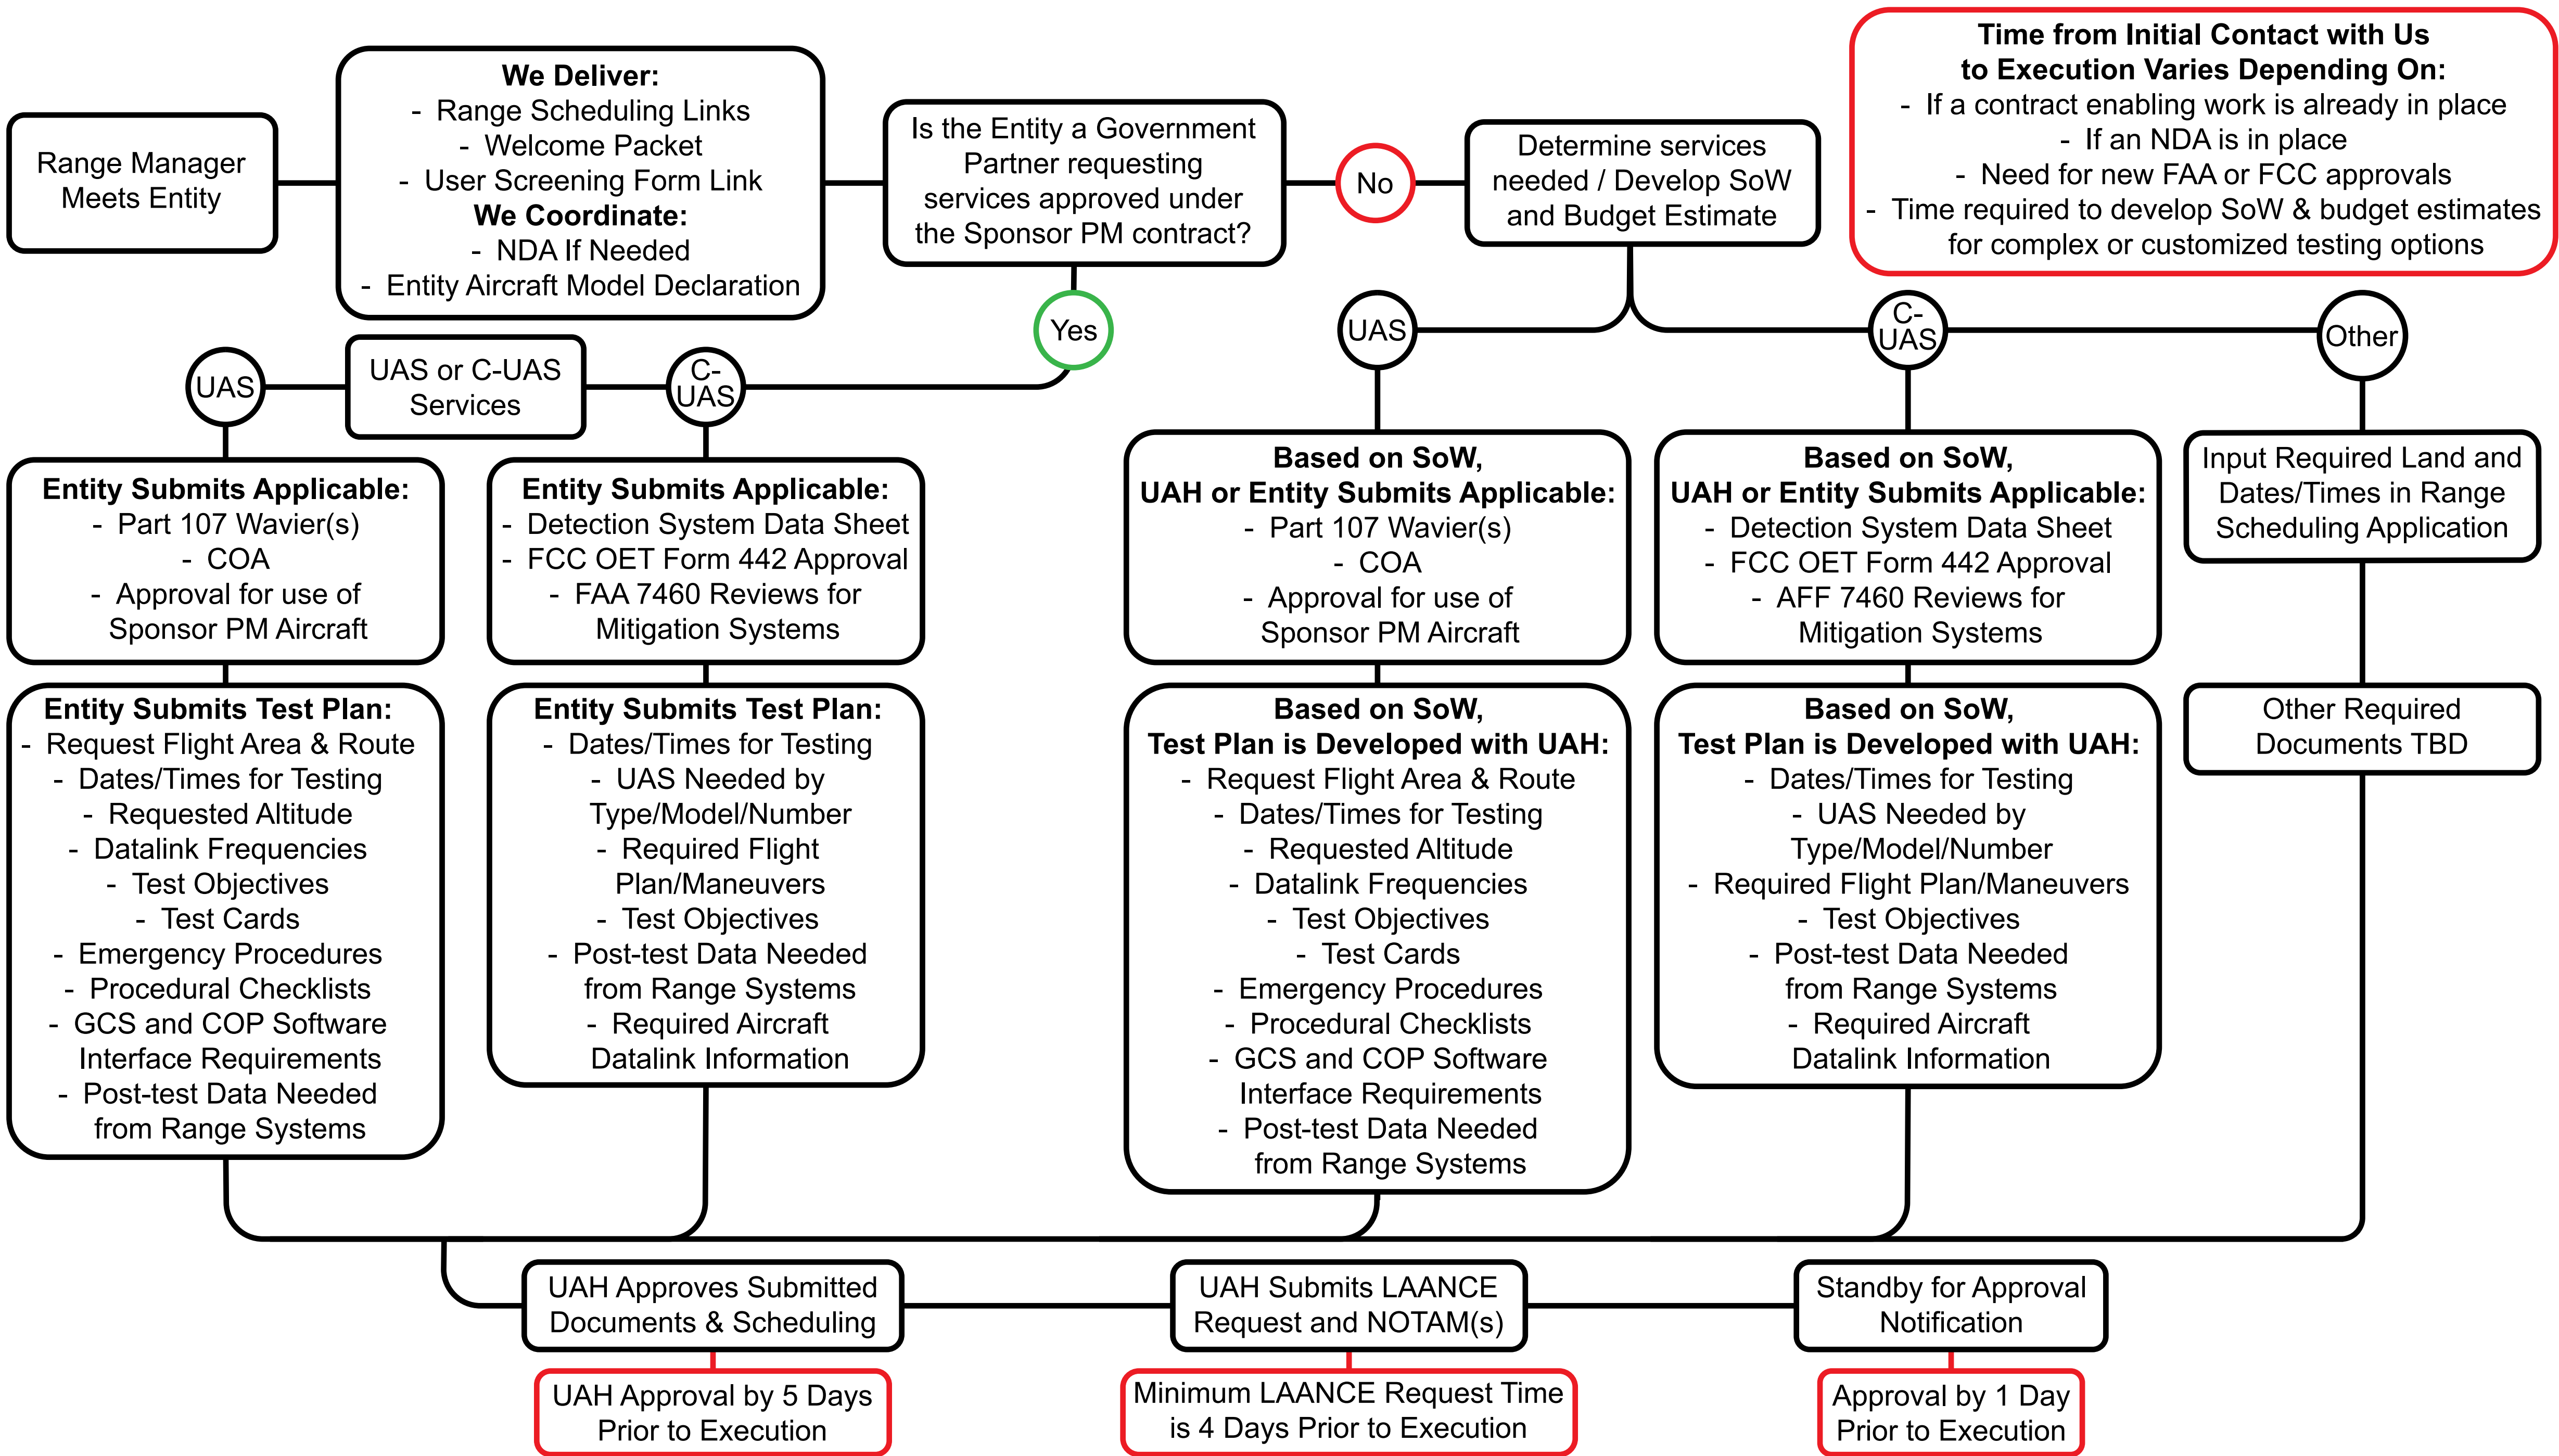 Range Manager
Meets Entity
We Deliver:
- Range Scheduling Links
- Welcome Packet
- User Screening Form Link
We Coordinate:
- NDA If Needed
- Entity Aircraft Model Declaration
Is the Entity a Government
Partner requesting
services approved under
the Sponsor PM contract?
No
Determine services
needed / Develop SoW
and Budget Estimate
Time from Initial Contact with Us
to Execution Varies Depending On:
- If a contract enabling work is already in place
- If an NDA is in place
- Need for new FAA or FCC approvals
- Time required to develop SoW & budget estimates
for complex or customized testing options
Yes
UAS
UAS or C-UAS
Services
C-
UAS
UAS
C-
UAS
Other
Entity Submits Applicable:
- Part 107 Wavier(s)
- COA
- Approval for use of
Sponsor PM Aircraft
Entity Submits Applicable:
- Detection System Data Sheet
- FCC OET Form 442 Approval
- FAA 7460 Reviews for
Mitigation Systems
Based on SoW,
UAH or Entity Submits Applicable:
- Part 107 Wavier(s)
- COA
- Approval for use of
Sponsor PM Aircraft
Based on SoW,
UAH or Entity Submits Applicable:
- Detection System Data Sheet
- FCC OET Form 442 Approval
- AFF 7460 Reviews for
Mitigation Systems
Input Required Land and
Dates/Times in Range
Scheduling Application
Entity Submits Test Plan:
- Request Flight Area & Route
- Dates/Times for Testing
- Requested Altitude
- Datalink Frequencies
- Test Objectives
- Test Cards
- Emergency Procedures
- Procedural Checklists
- GCS and COP Software
Interface Requirements
- Post-test Data Needed
from Range Systems
Entity Submits Test Plan:
- Dates/Times for Testing
- UAS Needed by
Type/Model/Number
- Required Flight
Plan/Maneuvers
- Test Objectives
- Post-test Data Needed
from Range Systems
- Required Aircraft
Datalink Information
Based on SoW,
Test Plan is Developed with UAH:
- Request Flight Area & Route
- Dates/Times for Testing
- Requested Altitude
- Datalink Frequencies
- Test Objectives
- Test Cards
- Emergency Procedures
- Procedural Checklists
- GCS and COP Software
Interface Requirements
- Post-test Data Needed
from Range Systems
Based on SoW,
Test Plan is Developed with UAH:
- Dates/Times for Testing
- UAS Needed by
Type/Model/Number
- Required Flight Plan/Maneuvers
- Test Objectives
- Post-test Data Needed
from Range Systems
- Required Aircraft
Datalink Information
Other Required
Documents TBD
UAH Approves Submitted
Documents & Scheduling
UAH Submits LAANCE
Request and NOTAM(s)
Standby for Approval
Notification
UAH Approval by 5 Days
Prior to Execution
Minimum LAANCE Request Time
is 4 Days Prior to Execution
Approval by 1 Day
Prior to Execution